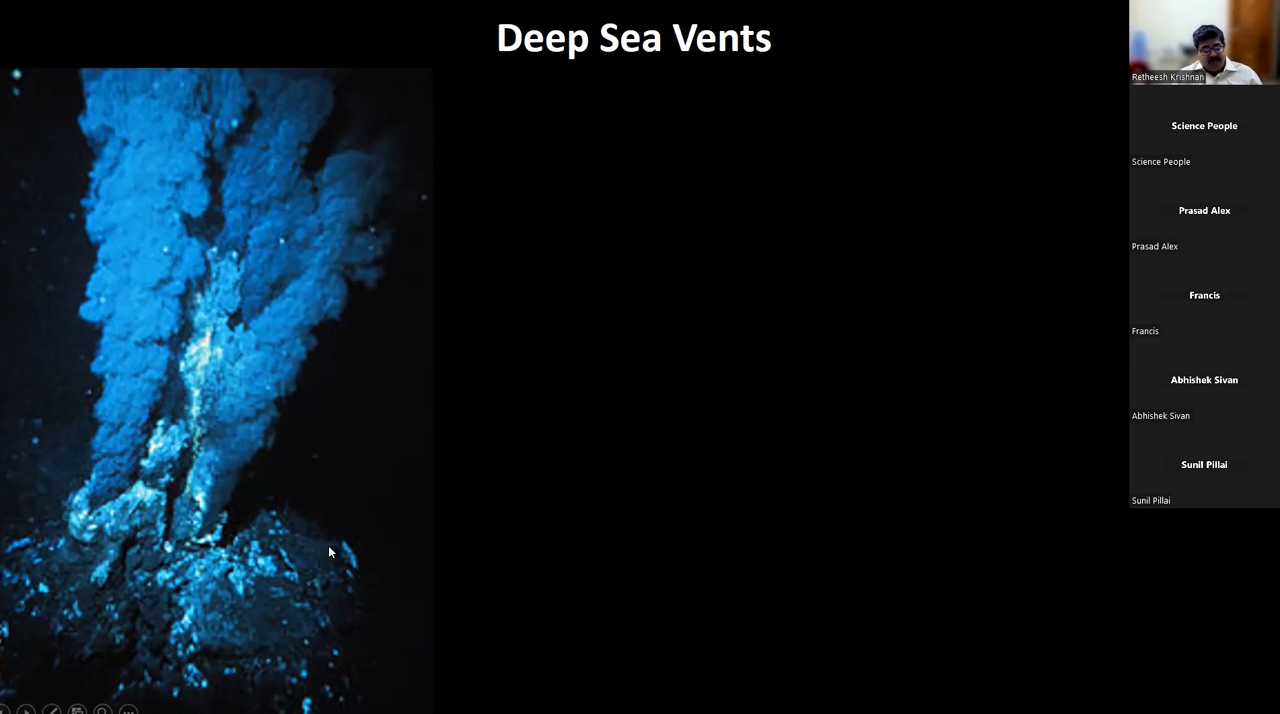 Deep Sea Vents
Retheesh Krishnan
Science People
Science People
Prasad Alex
Prasad Alex
Francis
Francis
Abhishek Sivan
Abhishek Sivan
Sunil Pillai
Sunil Pillai